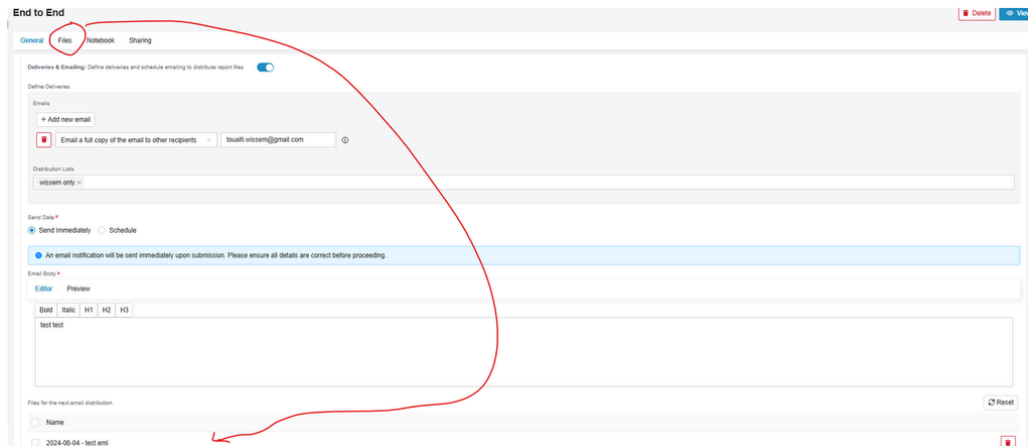 End to End
Delete
View
General Files Notebook Sharing
Deliveries & Emailing: Define deliveries and schedule emailing to distribute report files
Define Deliveries
Emails
+ Add new email
Email a full copy of the email to other recipients toualti.wissem@gmail.com
Distribution Lists
wissem only ×
Send Date *
Send Immediately Schedule
An email notification will be sent immediately upon submission. Please ensure all details are correct before proceeding.
Email Body *
Editor Preview
Bold Italic H1 H2 H3
test test
Files for the next email distribution
Reset
Name
2024-08-04 - test.eml